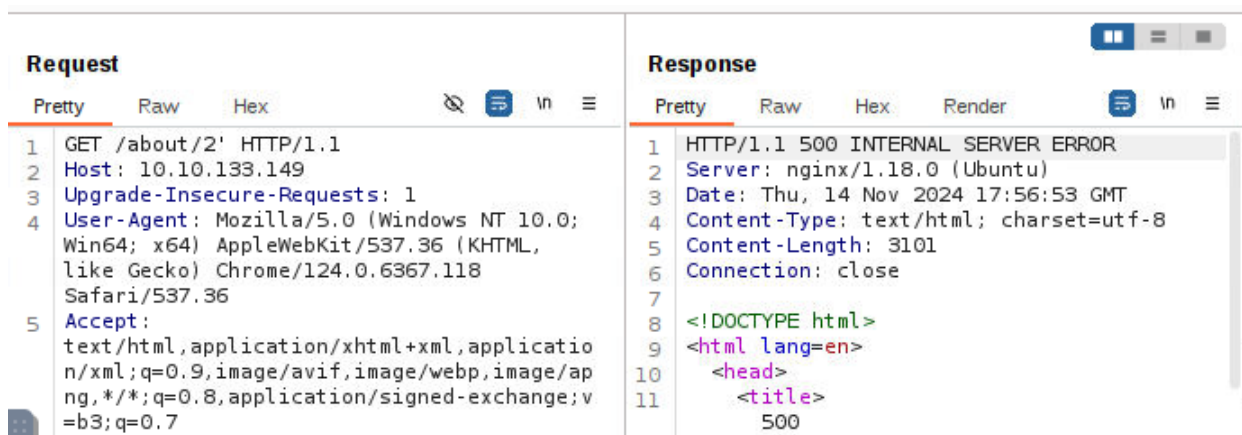 Request
Pretty Raw Hex \n
1 GET /about/2' HTTP/1.1
2 Host: 10.10.133.149
3 Upgrade-Insecure-Requests: 1
4 User-Agent: Mozilla/5.0 (Windows NT 10.0;
Win64; x64) AppleWebKit/537.36 (KHTML,
like Gecko) Chrome/124.0.6367.118
Safari/537.36
5 Accept:
text/html,application/xhtml+xml,applicatio
n/xml;q=0.9,image/avif,image/webp,image/ap
ng,*/*;q=0.8,application/signed-exchange;v
=b3;q=0.7
Response
Pretty Raw Hex Render \n
1 HTTP/1.1 500 INTERNAL SERVER ERROR
2 Server: nginx/1.18.0 (Ubuntu)
3 Date: Thu, 14 Nov 2024 17:56:53 GMT
4 Content-Type: text/html; charset=utf-8
5 Content-Length: 3101
6 Connection: close
7
8 <!DOCTYPE html>
9 <html lang=en>
10 <head>
11 <title>
500